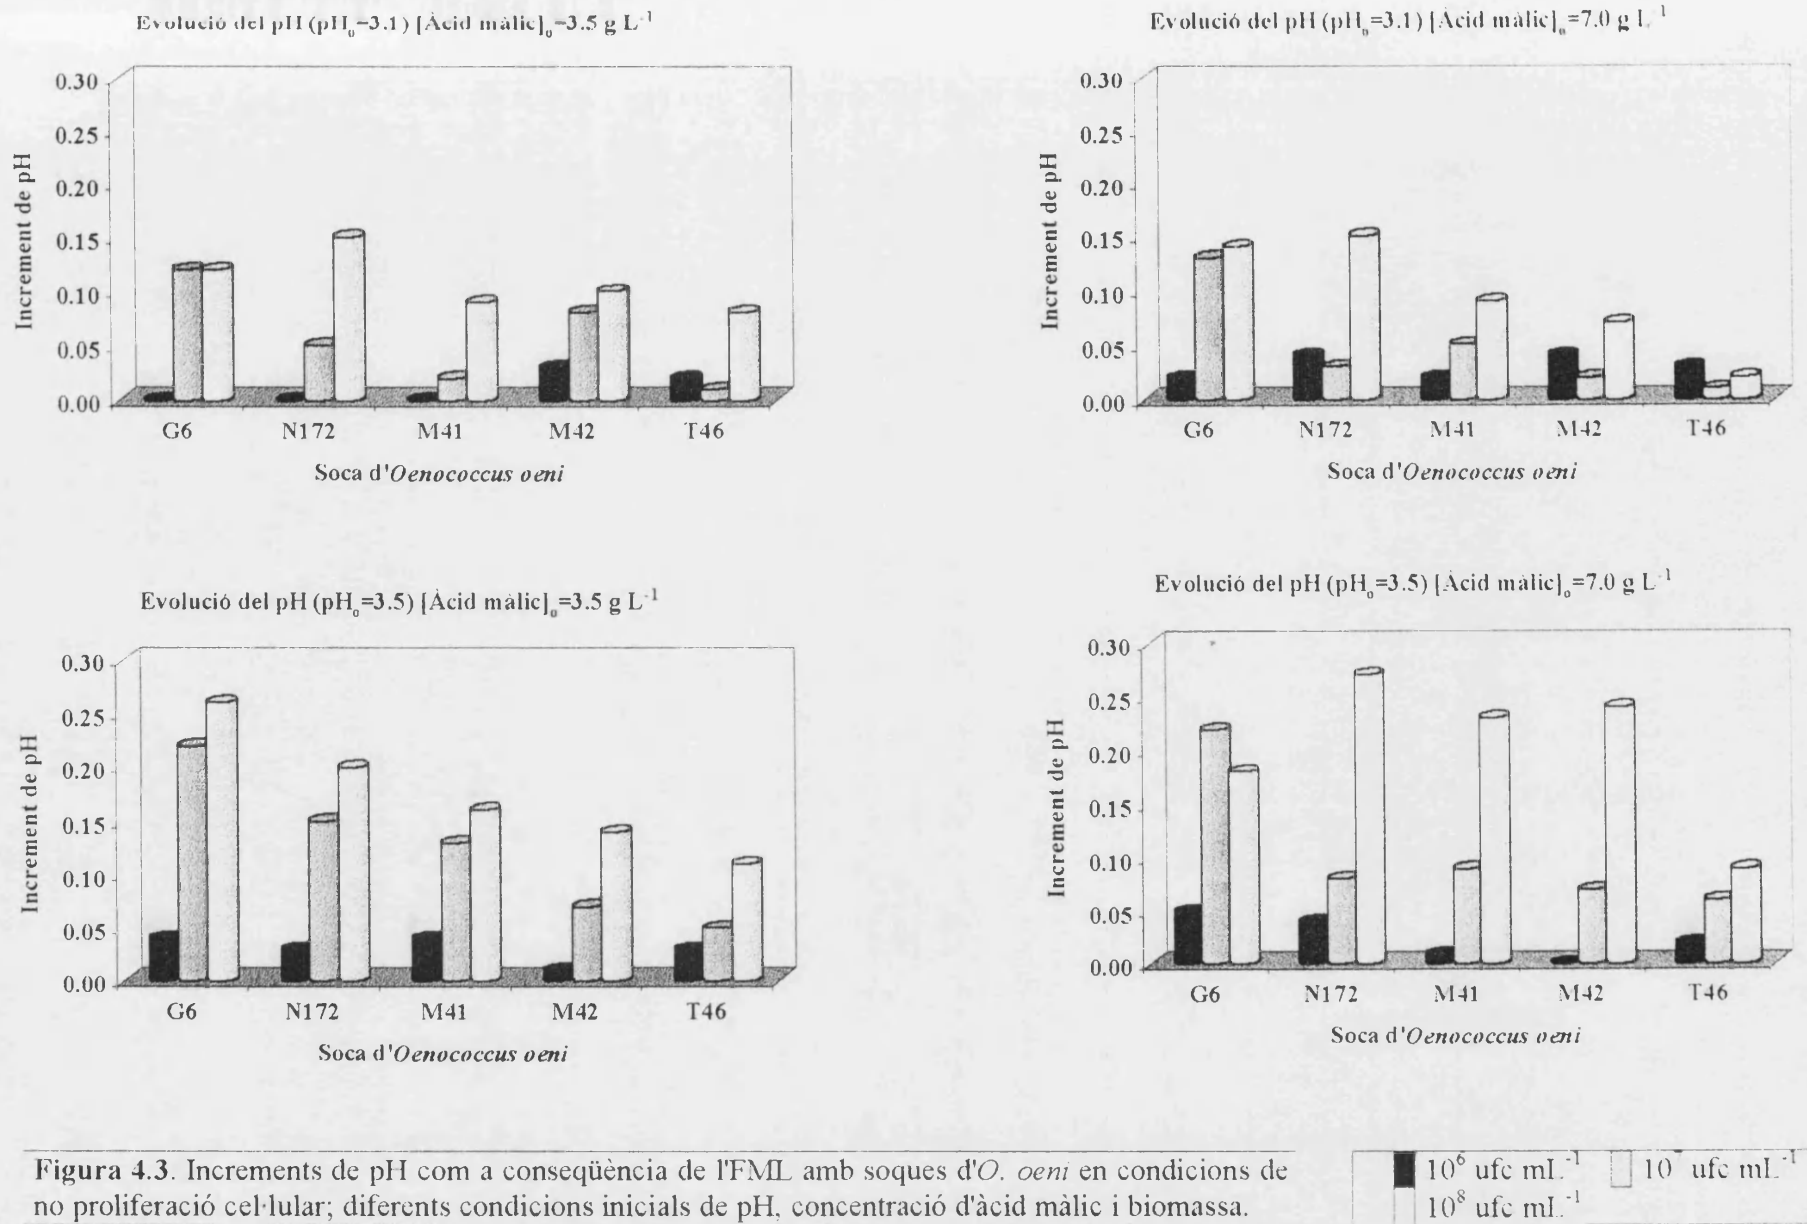 Evolució del pH (pH₀=3.1) [Àcid màlic]₀=3.5 g L⁻¹
0.30
0.25
0.20
0.15
0.10
0.05
0.00
Increment de pH
G6 N172 M41 M42 T46
Soca d'Oenococcus oeni
Evolució del pH (pH₀=3.1) [Àcid màlic]₀=7.0 g L⁻¹
0.30
0.25
0.20
0.15
0.10
0.05
0.00
Increment de pH
G6 N172 M41 M42 T46
Soca d'Oenococcus oeni
Evolució del pH (pH₀=3.5) [Àcid màlic]₀=3.5 g L⁻¹
0.30
0.25
0.20
0.15
0.10
0.05
0.00
Increment de pH
G6 N172 M41 M42 T46
Soca d'Oenococcus oeni
Evolució del pH (pH₀=3.5) [Àcid màlic]₀=7.0 g L⁻¹
0.30
0.25
0.20
0.15
0.10
0.05
0.00
Increment de pH
G6 N172 M41 M42 T46
Soca d'Oenococcus oeni
Figura 4.3. Increments de pH com a conseqüència de l'FML amb soques d'O. oeni en condicions de
no proliferació cel·lular; diferents condicions inicials de pH, concentració d'àcid màlic i biomassa.
10⁶ ufc mL⁻¹ 10⁷ ufc mL⁻¹
10⁸ ufc mL⁻¹